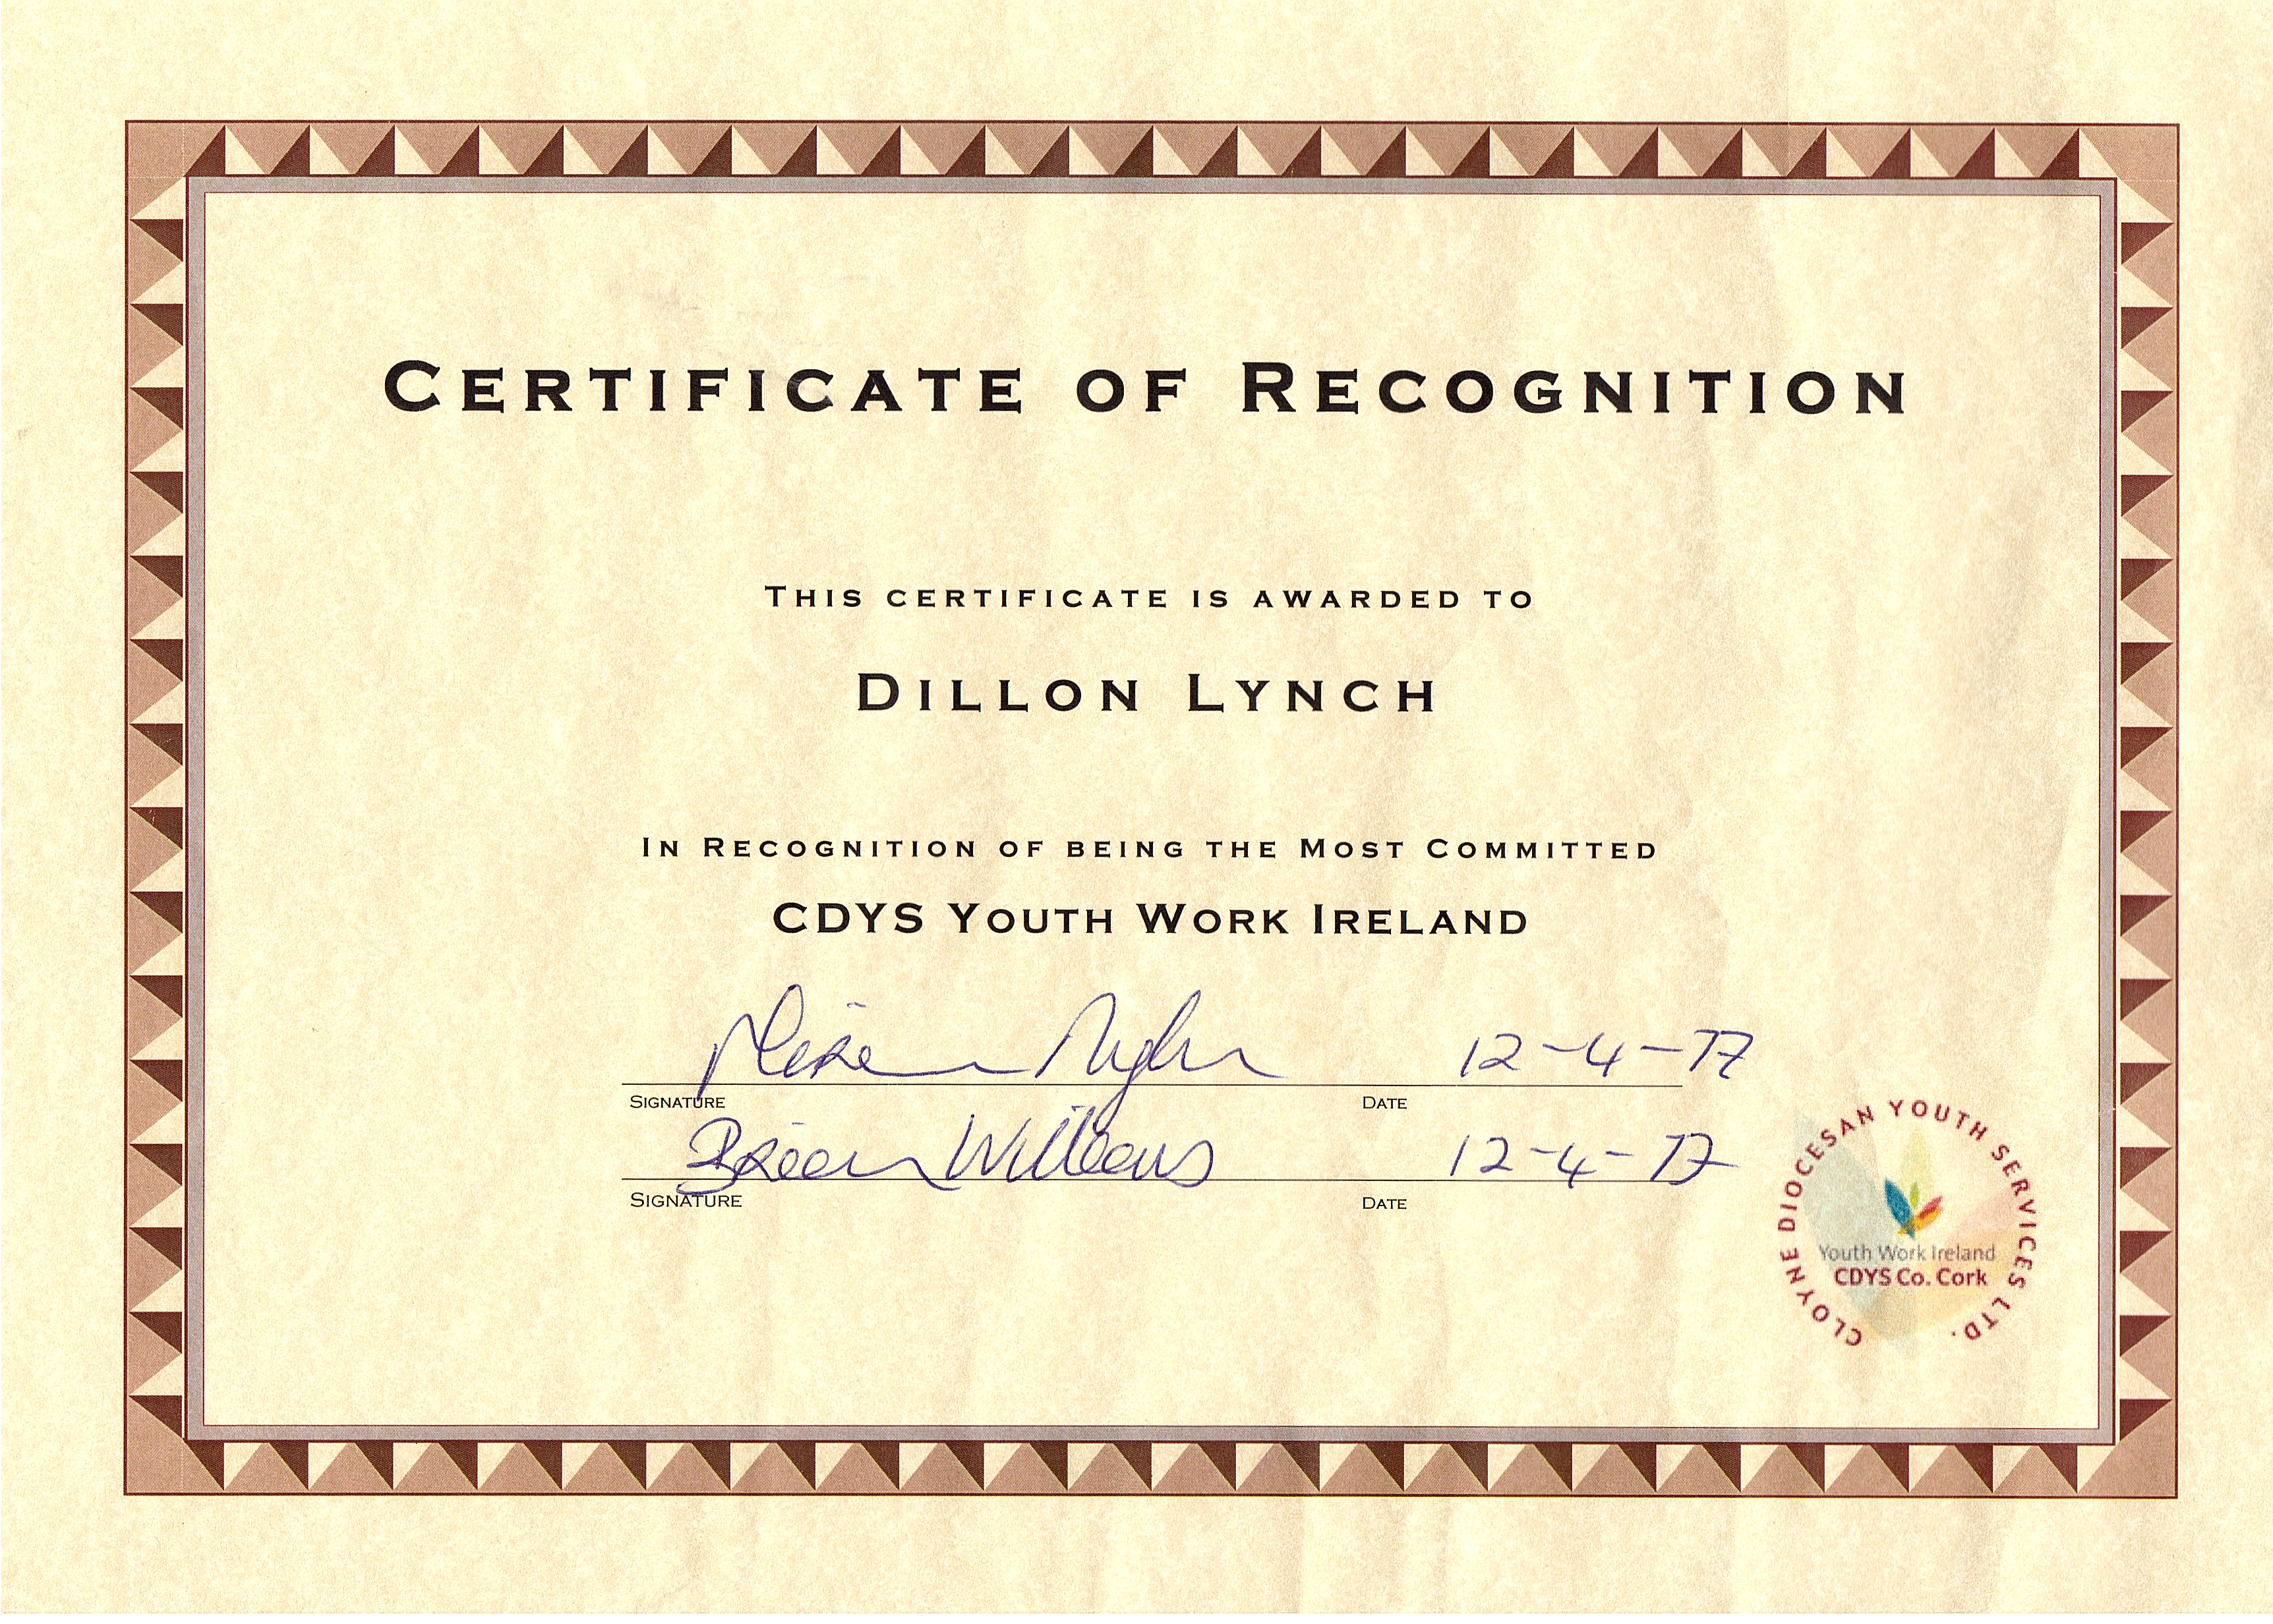 CERTIFICATE OF RECOGNITION
THIS CERTIFICATE IS AWARDED TO
DILLON LYNCH
IN RECOGNITION OF BEING THE MOST COMMITTED
CDYS YOUTH WORK IRELAND
12-4-17
SIGNATURE DATE
Brian Williams 12-4-17
SIGNATURE DATE
CLOYNE DIOCESAN YOUTH SERVICES LTD.
Youth Work Ireland
CDYS Co. Cork